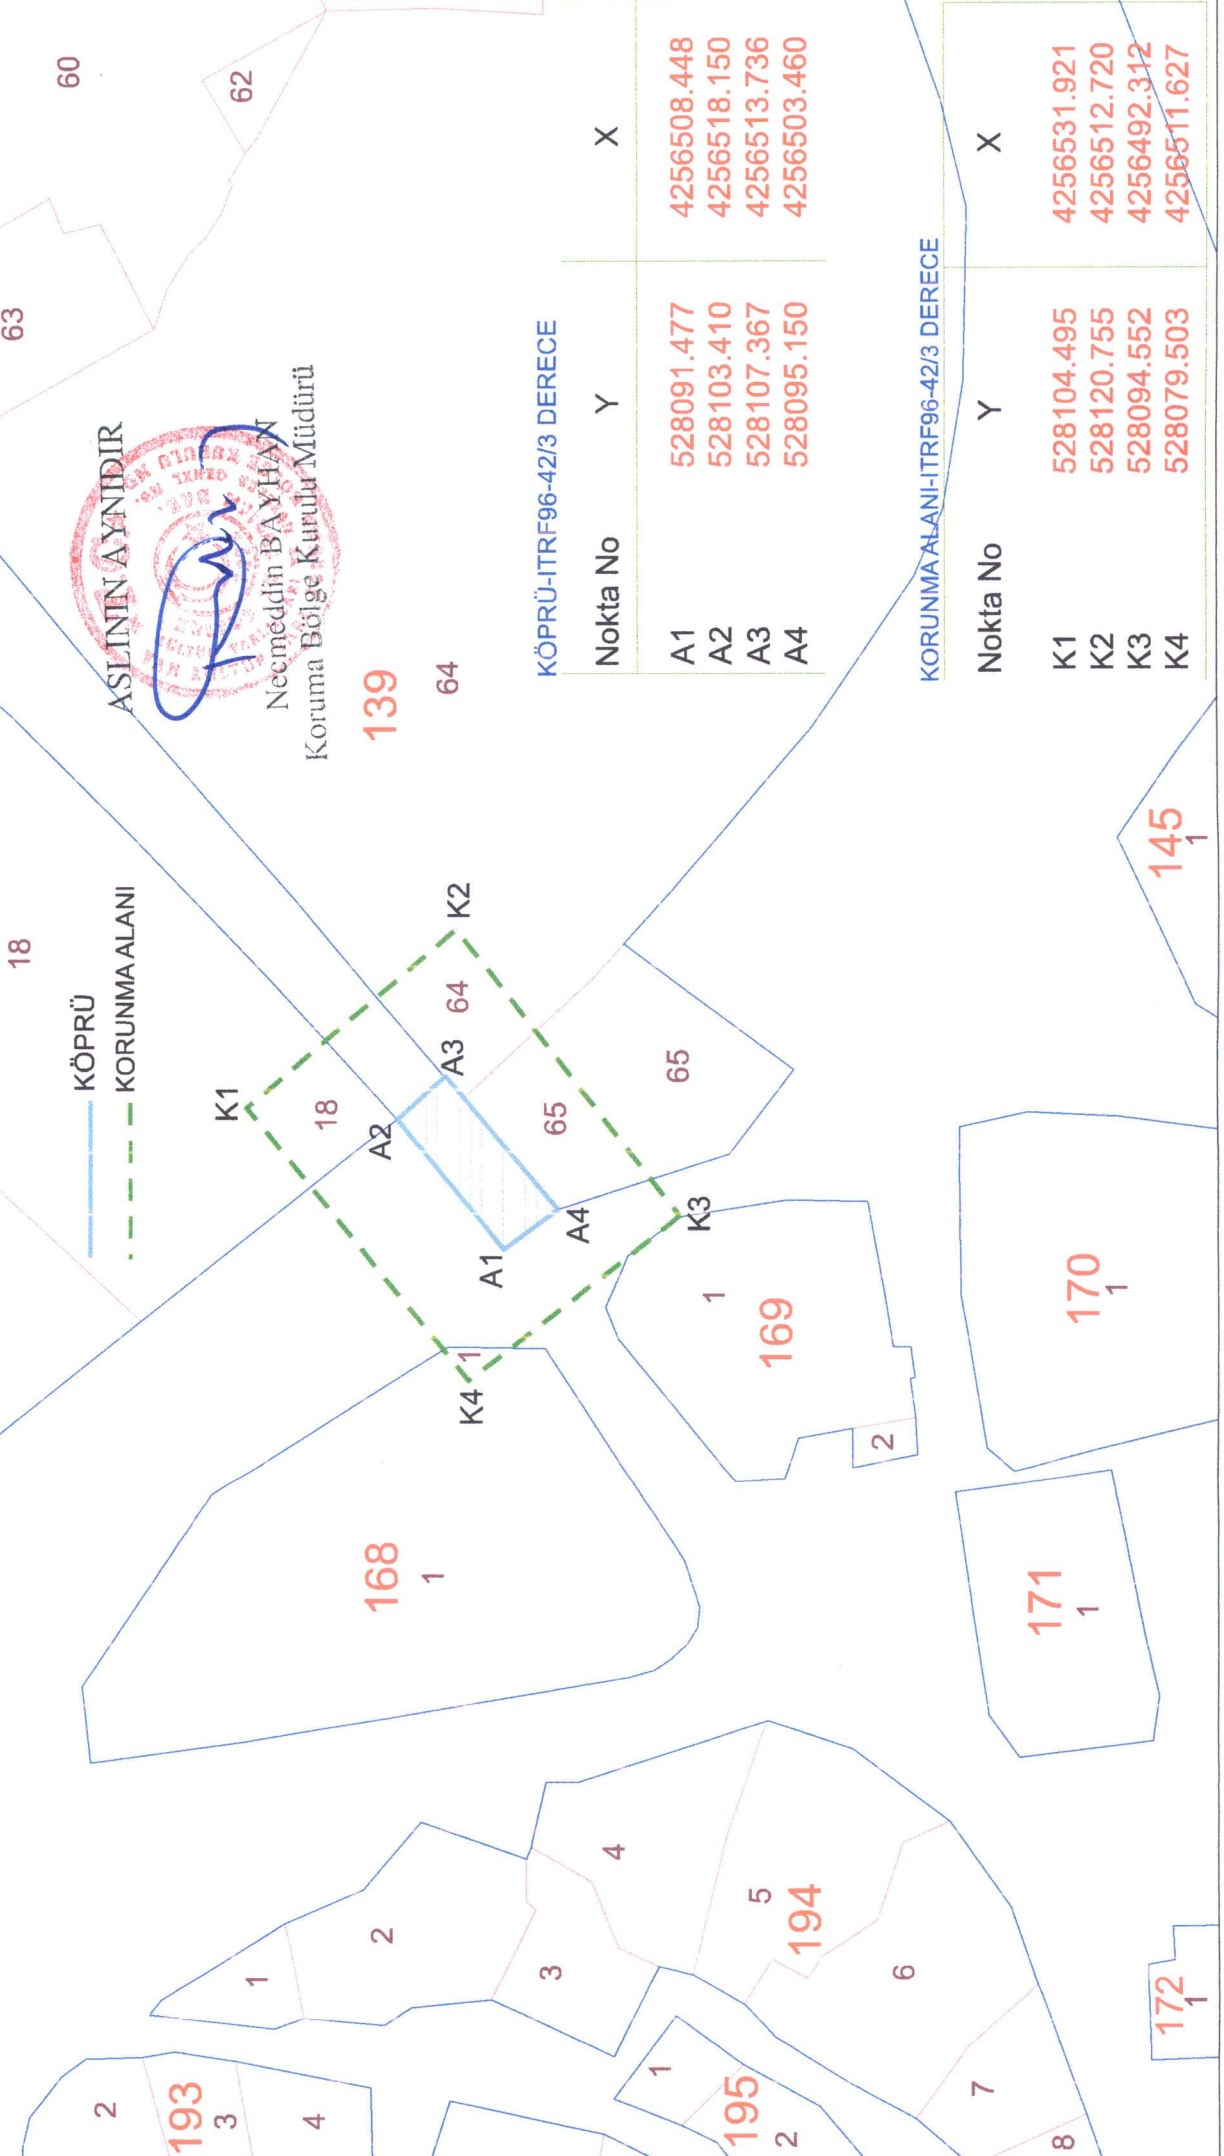 60
62
63
18
ASLININ AYNIDIR
Necmeddin BAYHAN
Koruma Bölge Kurulu Müdürü
KÖPRÜ
KORUNMA ALANI
139
64
K1
K2
K3
K4
A1
A2
A3
A4
18
64
65
65
1
168
1
169
1
2
170
1
171
1
145
1
172
1
193
2
3
4
194
1
2
3
4
5
6
7
8
195
1
2
KÖPRÜ-ITRF96-42/3 DERECE
Nokta No Y X
A1 528091.477 4256508.448
A2 528103.410 4256518.150
A3 528107.367 4256513.736
A4 528095.150 4256503.460
KORUNMA ALANI-ITRF96-42/3 DERECE
Nokta No Y X
K1 528104.495 4256531.921
K2 528120.755 4256512.720
K3 528094.552 4256492.312
K4 528079.503 4256511.627